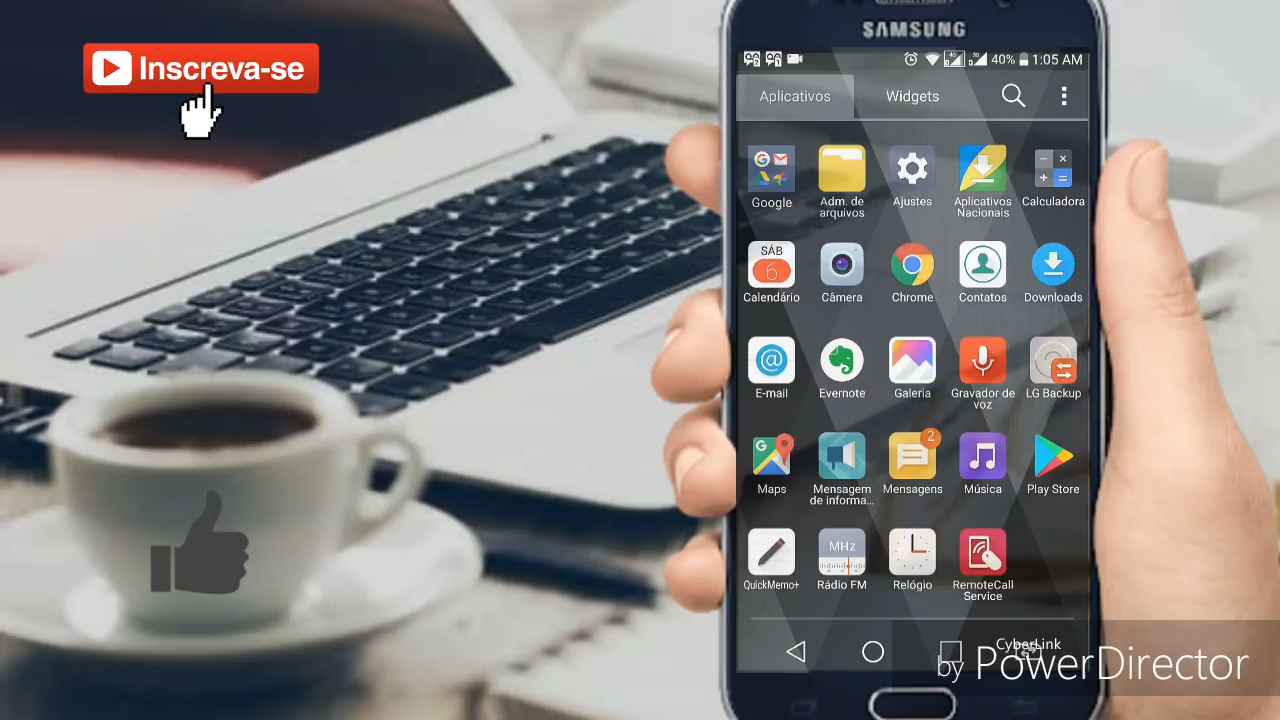 Inscreva-se
SAMSUNG
40% 1:05 AM
Aplicativos Widgets
Google
Adm. de
arquivos
Ajustes
Aplicativos
Nacionais
Calculadora
SÁB
6
Calendário
Câmera
Chrome
Contatos
Downloads
E-mail
Evernote
Galeria
Gravador de
voz
LG Backup
Maps
Mensagem
de informa...
2
Mensagens
Música
Play Store
QuickMemo+
MHz
Rádio FM
Relógio
RemoteCall
Service
CyberLink
by PowerDirector